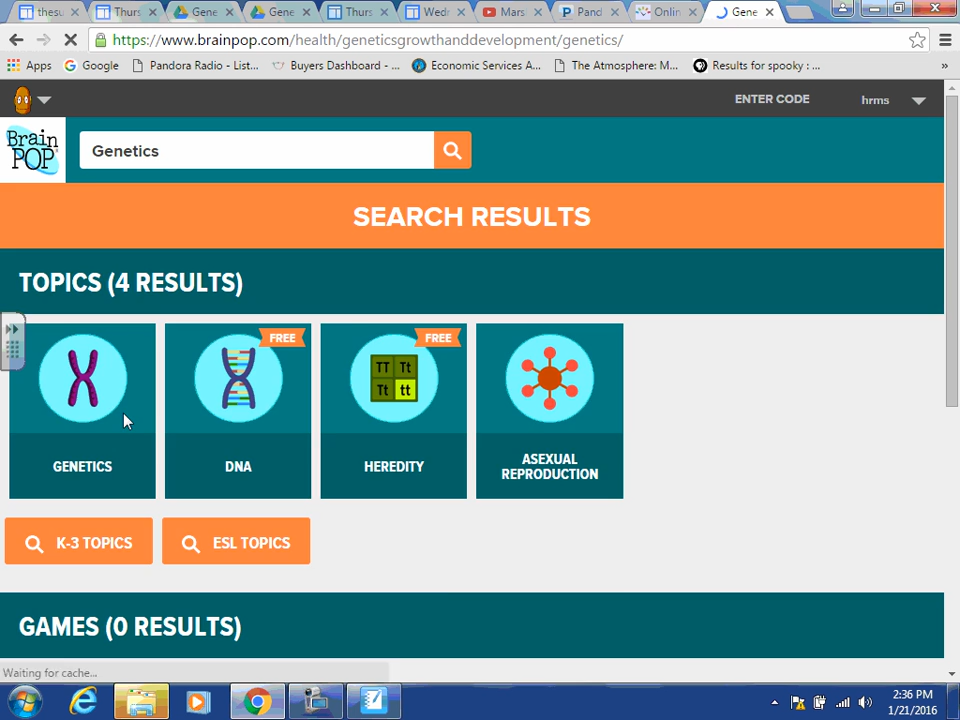 thesu
Thurs
Gene
Gene
Thurs
Wedn
Mars
Pand
Onlin
Gene
https://www.brainpop.com/health/geneticsgrowthanddevelopment/genetics/
Apps
Google
Pandora Radio - List...
Buyers Dashboard - ...
Economic Services A...
The Atmosphere: M...
Results for spooky : ...
»
ENTER CODE
hrms
Brain
POP
Genetics
SEARCH RESULTS
TOPICS (4 RESULTS)
FREE
FREE
TT Tt
Tt tt
GENETICS
DNA
HEREDITY
ASEXUAL
REPRODUCTION
K-3 TOPICS
ESL TOPICS
GAMES (0 RESULTS)
Waiting for cache...
2:36 PM
1/21/2016